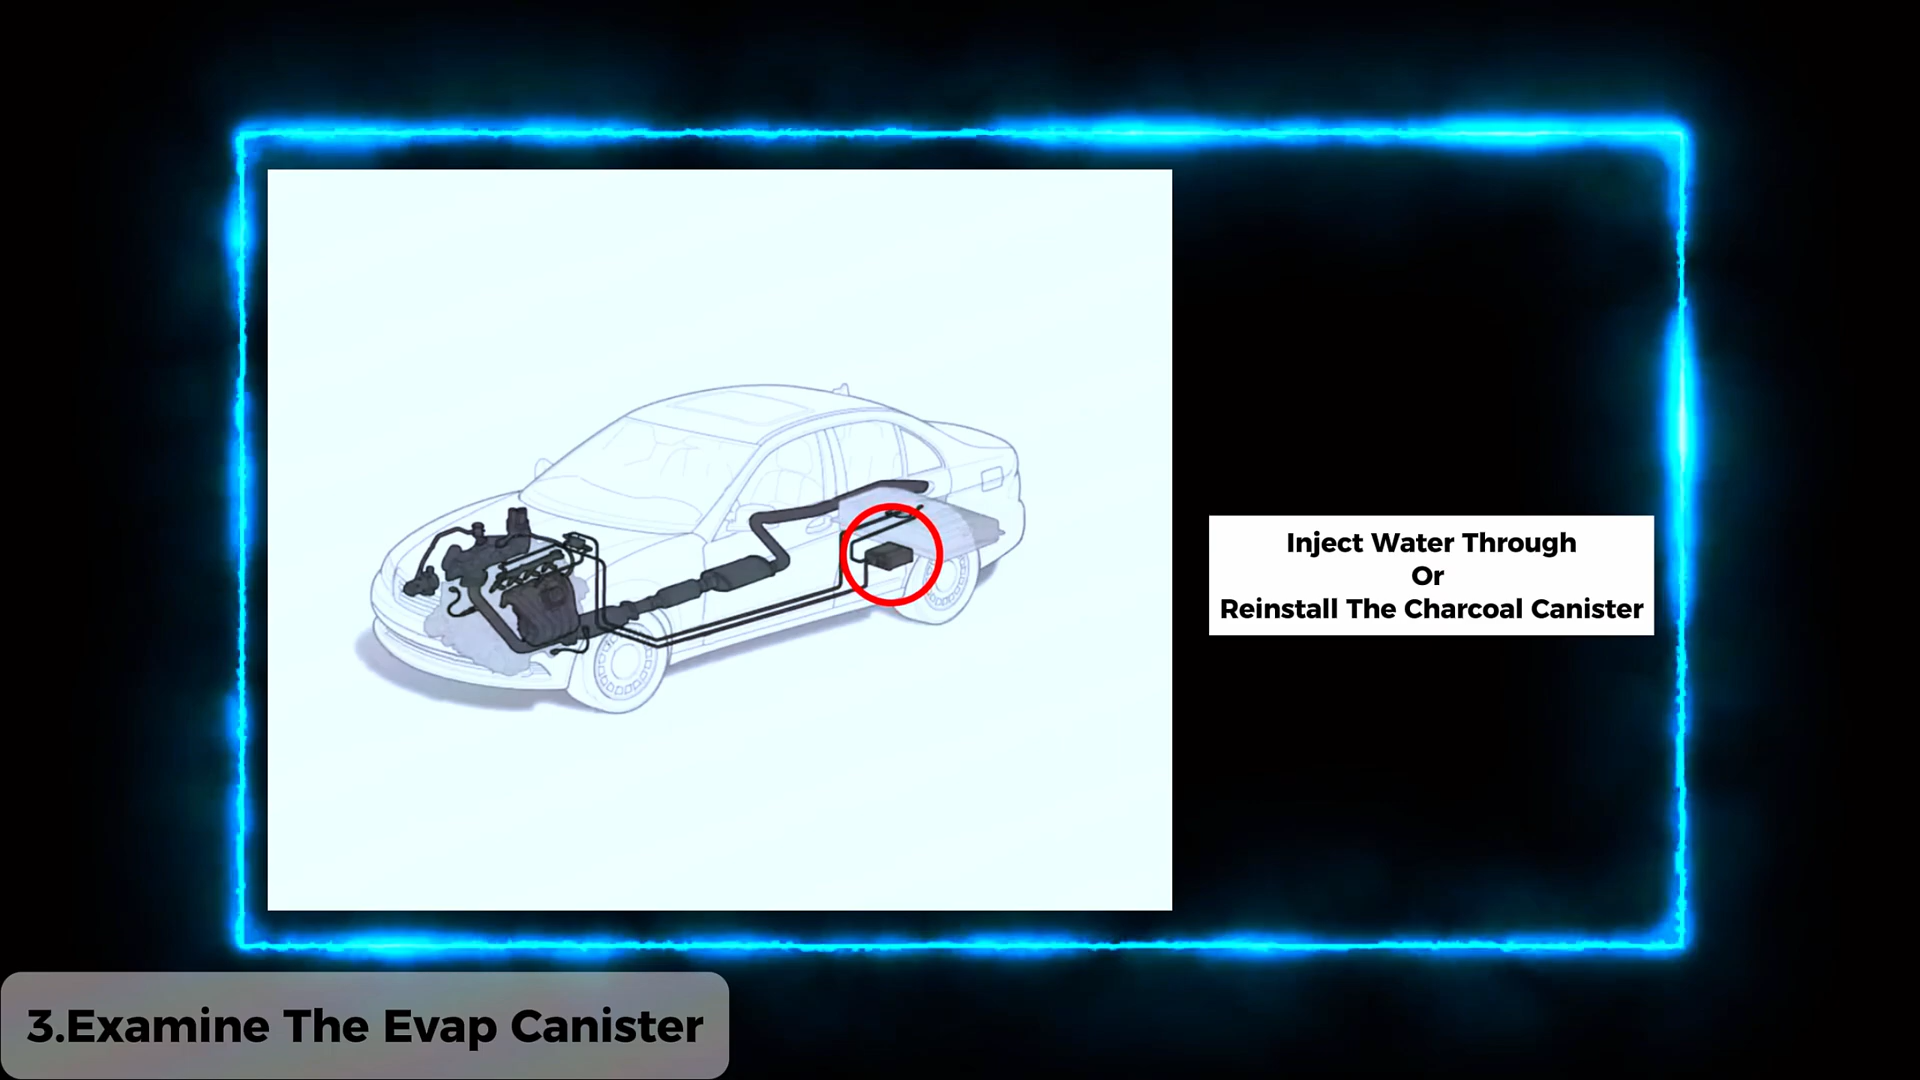 Inject Water Through
Or
Reinstall The Charcoal Canister
3.Examine The Evap Canister